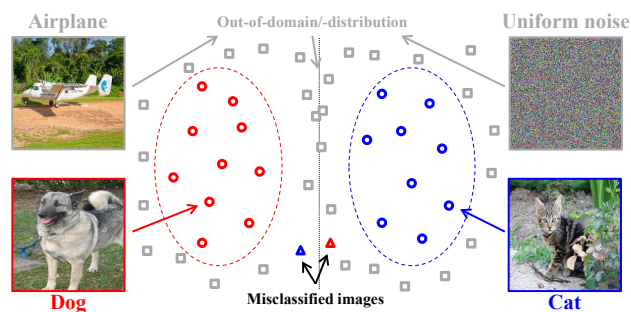 Airplane
Out-of-domain/-distribution
Uniform noise
Misclassified images
Dog
Cat